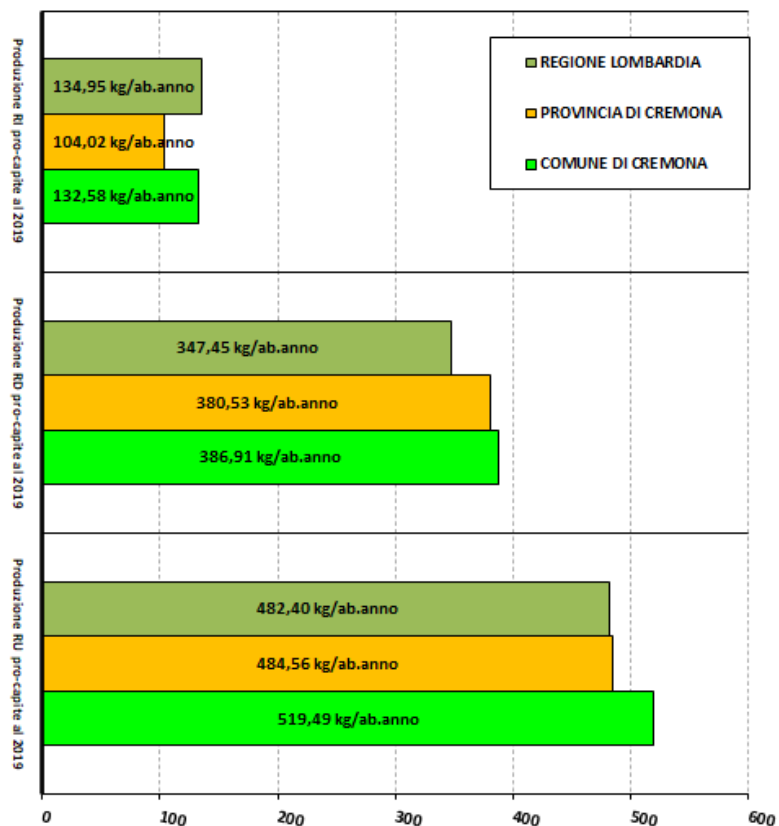 Produzione RI pro-capite al 2019
134,95 kg/ab.anno
104,02 kg/ab.anno
132,58 kg/ab.anno
REGIONE LOMBARDIA
PROVINCIA DI CREMONA
COMUNE DI CREMONA
Produzione RD pro-capite al 2019
347,45 kg/ab.anno
380,53 kg/ab.anno
386,91 kg/ab.anno
Produzione RU pro-capite al 2019
482,40 kg/ab.anno
484,56 kg/ab.anno
519,49 kg/ab.anno
0 100 200 300 400 500 600